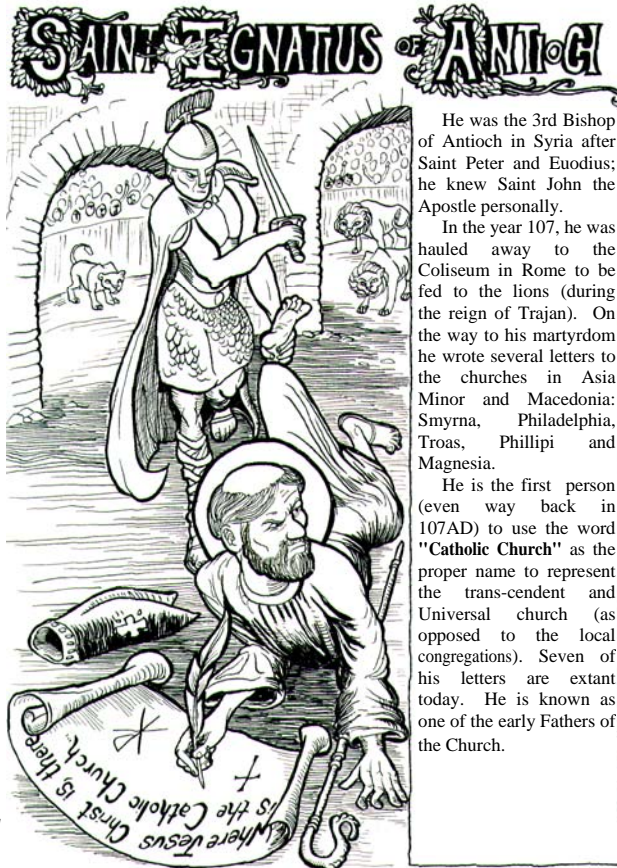 SAINT IGNATIUS OF ANTIOCH
He was the 3rd Bishop
of Antioch in Syria after
Saint Peter and Euodius;
he knew Saint John the
Apostle personally.
In the year 107, he was
hauled away to the
Coliseum in Rome to be
fed to the lions (during
the reign of Trajan). On
the way to his martyrdom
he wrote several letters to
the churches in Asia
Minor and Macedonia:
Smyrna, Philadelphia,
Troas, Phillipi and
Magnesia.
He is the first person
(even way back in
107AD) to use the word
"Catholic Church" as the
proper name to represent
the trans-cendent and
Universal church (as
opposed to the local
congregations). Seven of
his letters are extant
today. He is known as
one of the early Fathers of
the Church.
Where Jesus Christ is, there
is the Catholic Church.